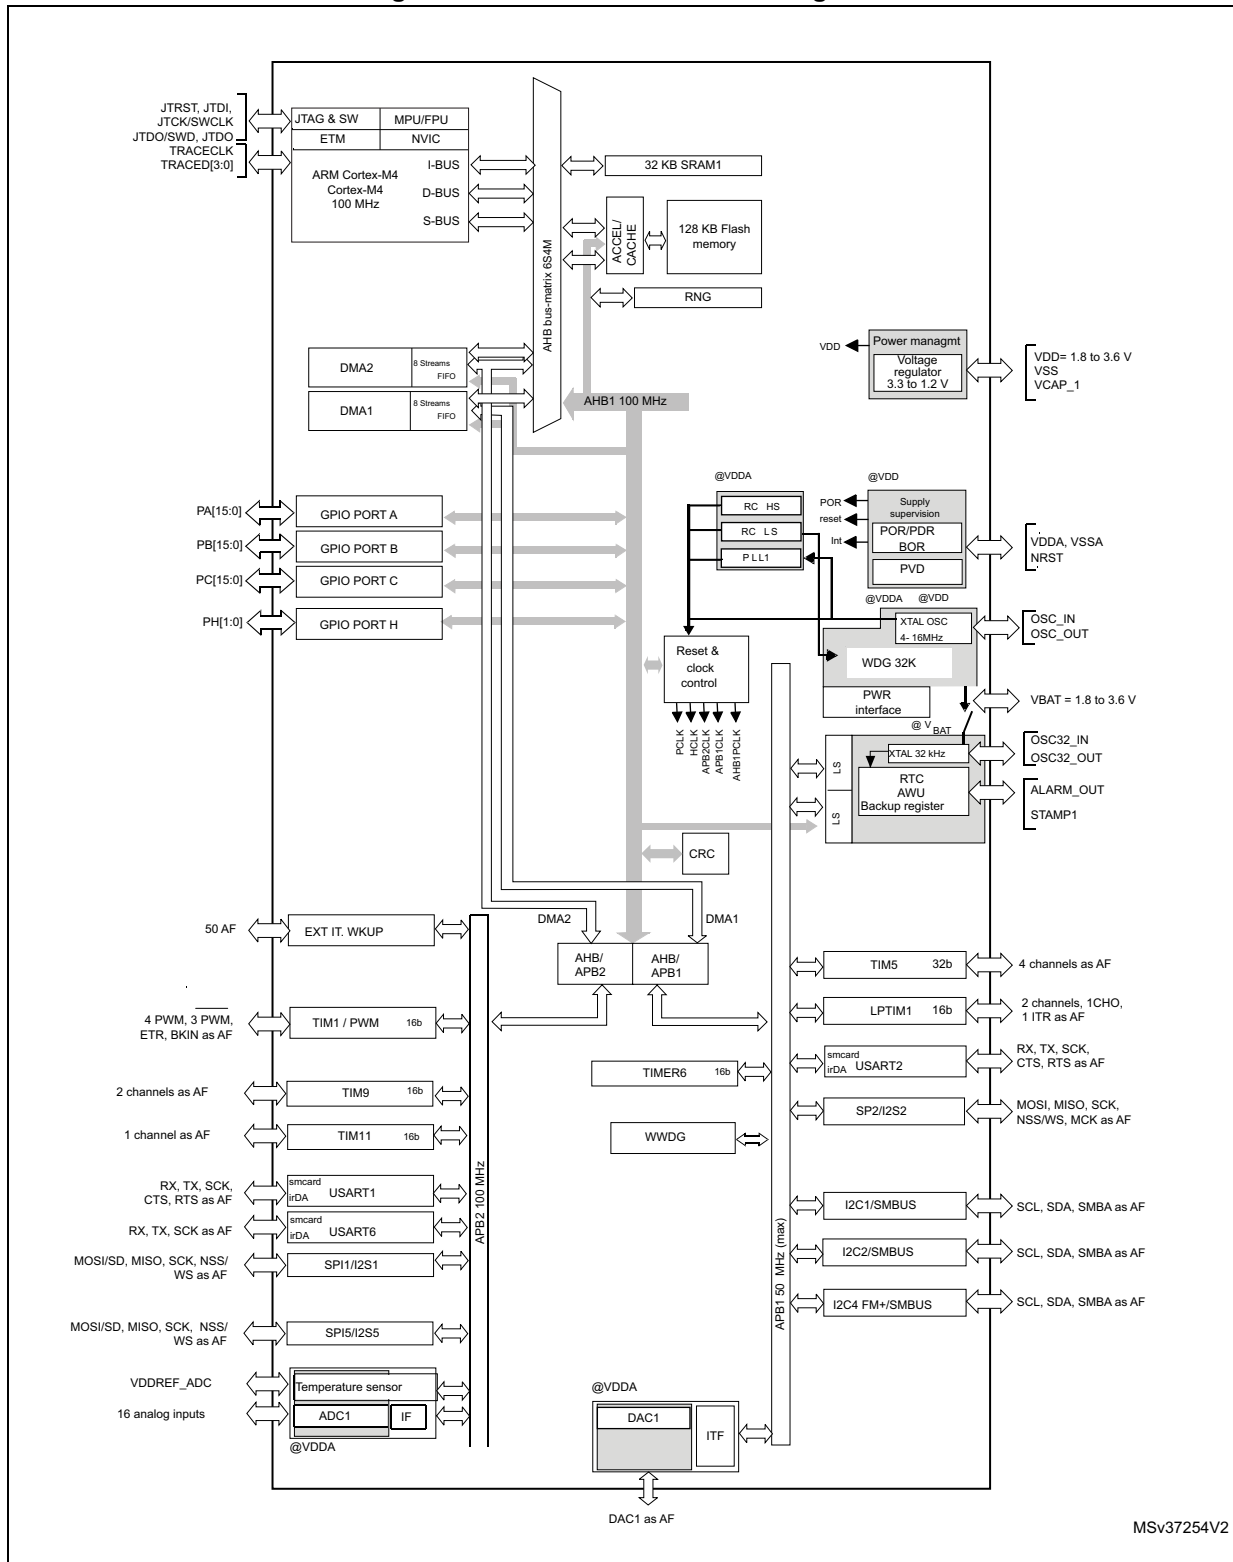 JTRST, JTDI,
JTCK/SWCLK
JTDO/SWD, JTDO
TRACECLK
TRACED[3:0]
JTAG & SW
MPU/FPU
ETM
NVIC
ARM Cortex-M4
Cortex-M4
100 MHz
I-BUS
D-BUS
S-BUS
AHB bus-matrix 6S4M
32 KB SRAM1
ACCEL/
CACHE
128 KB Flash
memory
RNG
DMA2
8 Streams
FIFO
DMA1
8 Streams
FIFO
AHB1 100 MHz
VDD
Power managmt
Voltage
regulator
3.3 to 1.2 V
VDD= 1.8 to 3.6 V
VSS
VCAP_1
@VDDA
RC HS
RC LS
PLL1
@VDD
POR
reset
Int
Supply
supervision
POR/PDR
BOR
PVD
VDDA, VSSA
NRST
PA[15:0]
GPIO PORT A
PB[15:0]
GPIO PORT B
PC[15:0]
GPIO PORT C
PH[1:0]
GPIO PORT H
@VDDA
@VDD
XTAL OSC
4- 16MHz
OSC_IN
OSC_OUT
WDG 32K
Reset &
clock
control
PCLK
HCLK
APB2CLK
APB1CLK
AHB1PCLK
PWR
interface
VBAT = 1.8 to 3.6 V
@ VBAT
LS
LS
XTAL 32 kHz
OSC32_IN
OSC32_OUT
RTC
AWU
Backup register
ALARM_OUT
STAMP1
CRC
DMA2
DMA1
AHB/
APB2
AHB/
APB1
50 AF
EXT IT. WKUP
4 PWM, 3 PWM,
ETR, BKIN as AF
TIM1 / PWM
16b
2 channels as AF
TIM9
16b
1 channel as AF
TIM11
16b
RX, TX, SCK,
CTS, RTS as AF
smcard
irDA
USART1
RX, TX, SCK as AF
smcard
irDA
USART6
MOSI/SD, MISO, SCK, NSS/
WS as AF
SPI1/I2S1
MOSI/SD, MISO, SCK, NSS/
WS as AF
SPI5/I2S5
VDDREF_ADC
Temperature sensor
16 analog inputs
ADC1
IF
@VDDA
APB2 100 MHz
TIMER6
16b
WWDG
APB1 50 MHz (max)
TIM5
32b
4 channels as AF
LPTIM1
16b
2 channels, 1CHO,
1 ITR as AF
smcard
irDA
USART2
RX, TX, SCK,
CTS, RTS as AF
SP2/I2S2
MOSI, MISO, SCK,
NSS/WS, MCK as AF
I2C1/SMBUS
SCL, SDA, SMBA as AF
I2C2/SMBUS
SCL, SDA, SMBA as AF
I2C4 FM+/SMBUS
SCL, SDA, SMBA as AF
@VDDA
DAC1
ITF
DAC1 as AF
MSv37254V2